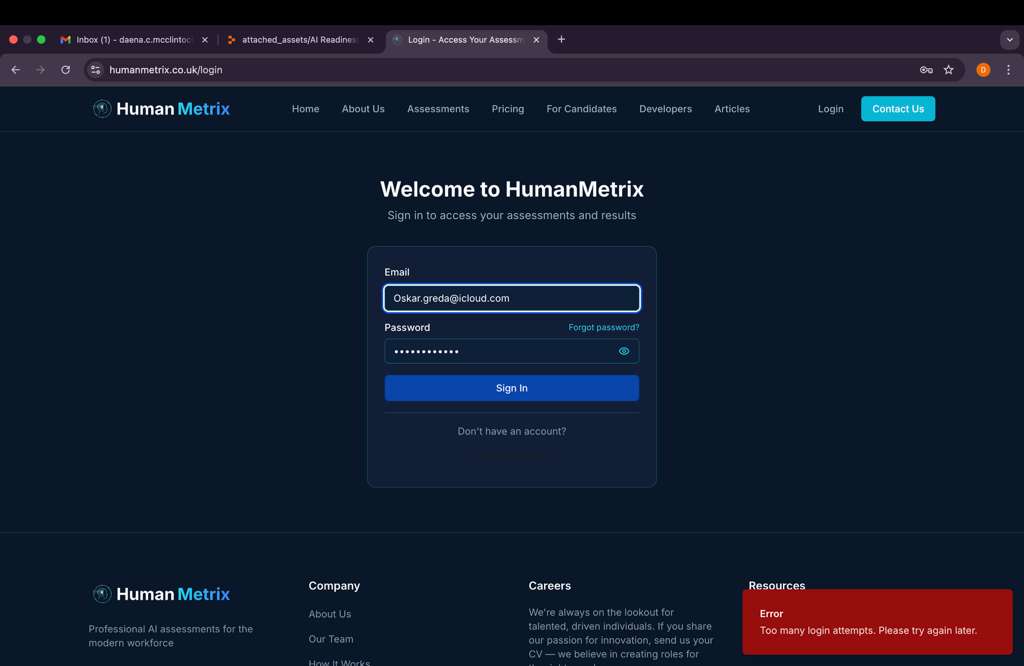 Inbox (1) - daena.c.mcclintoc
attached_assets/AI Readiness
Login - Access Your Assessm
humanmetrix.co.uk/login
D
HumanMetrix
Home
About Us
Assessments
Pricing
For Candidates
Developers
Articles
Login
Contact Us
Welcome to HumanMetrix
Sign in to access your assessments and results
Email
Oskar.greda@icloud.com
Password
Forgot password?
••••••••••••
Sign In
Don't have an account?
HumanMetrix
Professional AI assessments for the
modern workforce
Company
About Us
Our Team
How It Works
Careers
We're always on the lookout for
talented, driven individuals. If you share
our passion for innovation, send us your
CV — we believe in creating roles for
Resources
Error
Too many login attempts. Please try again later.